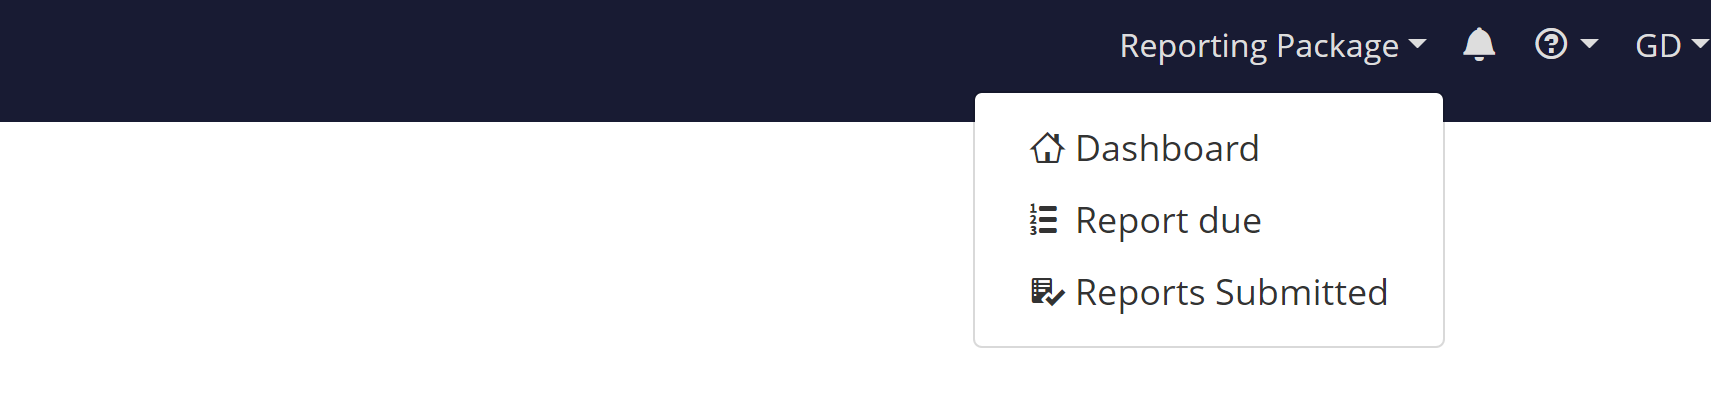 Reporting Package
GD
Dashboard
Report due
Reports Submitted